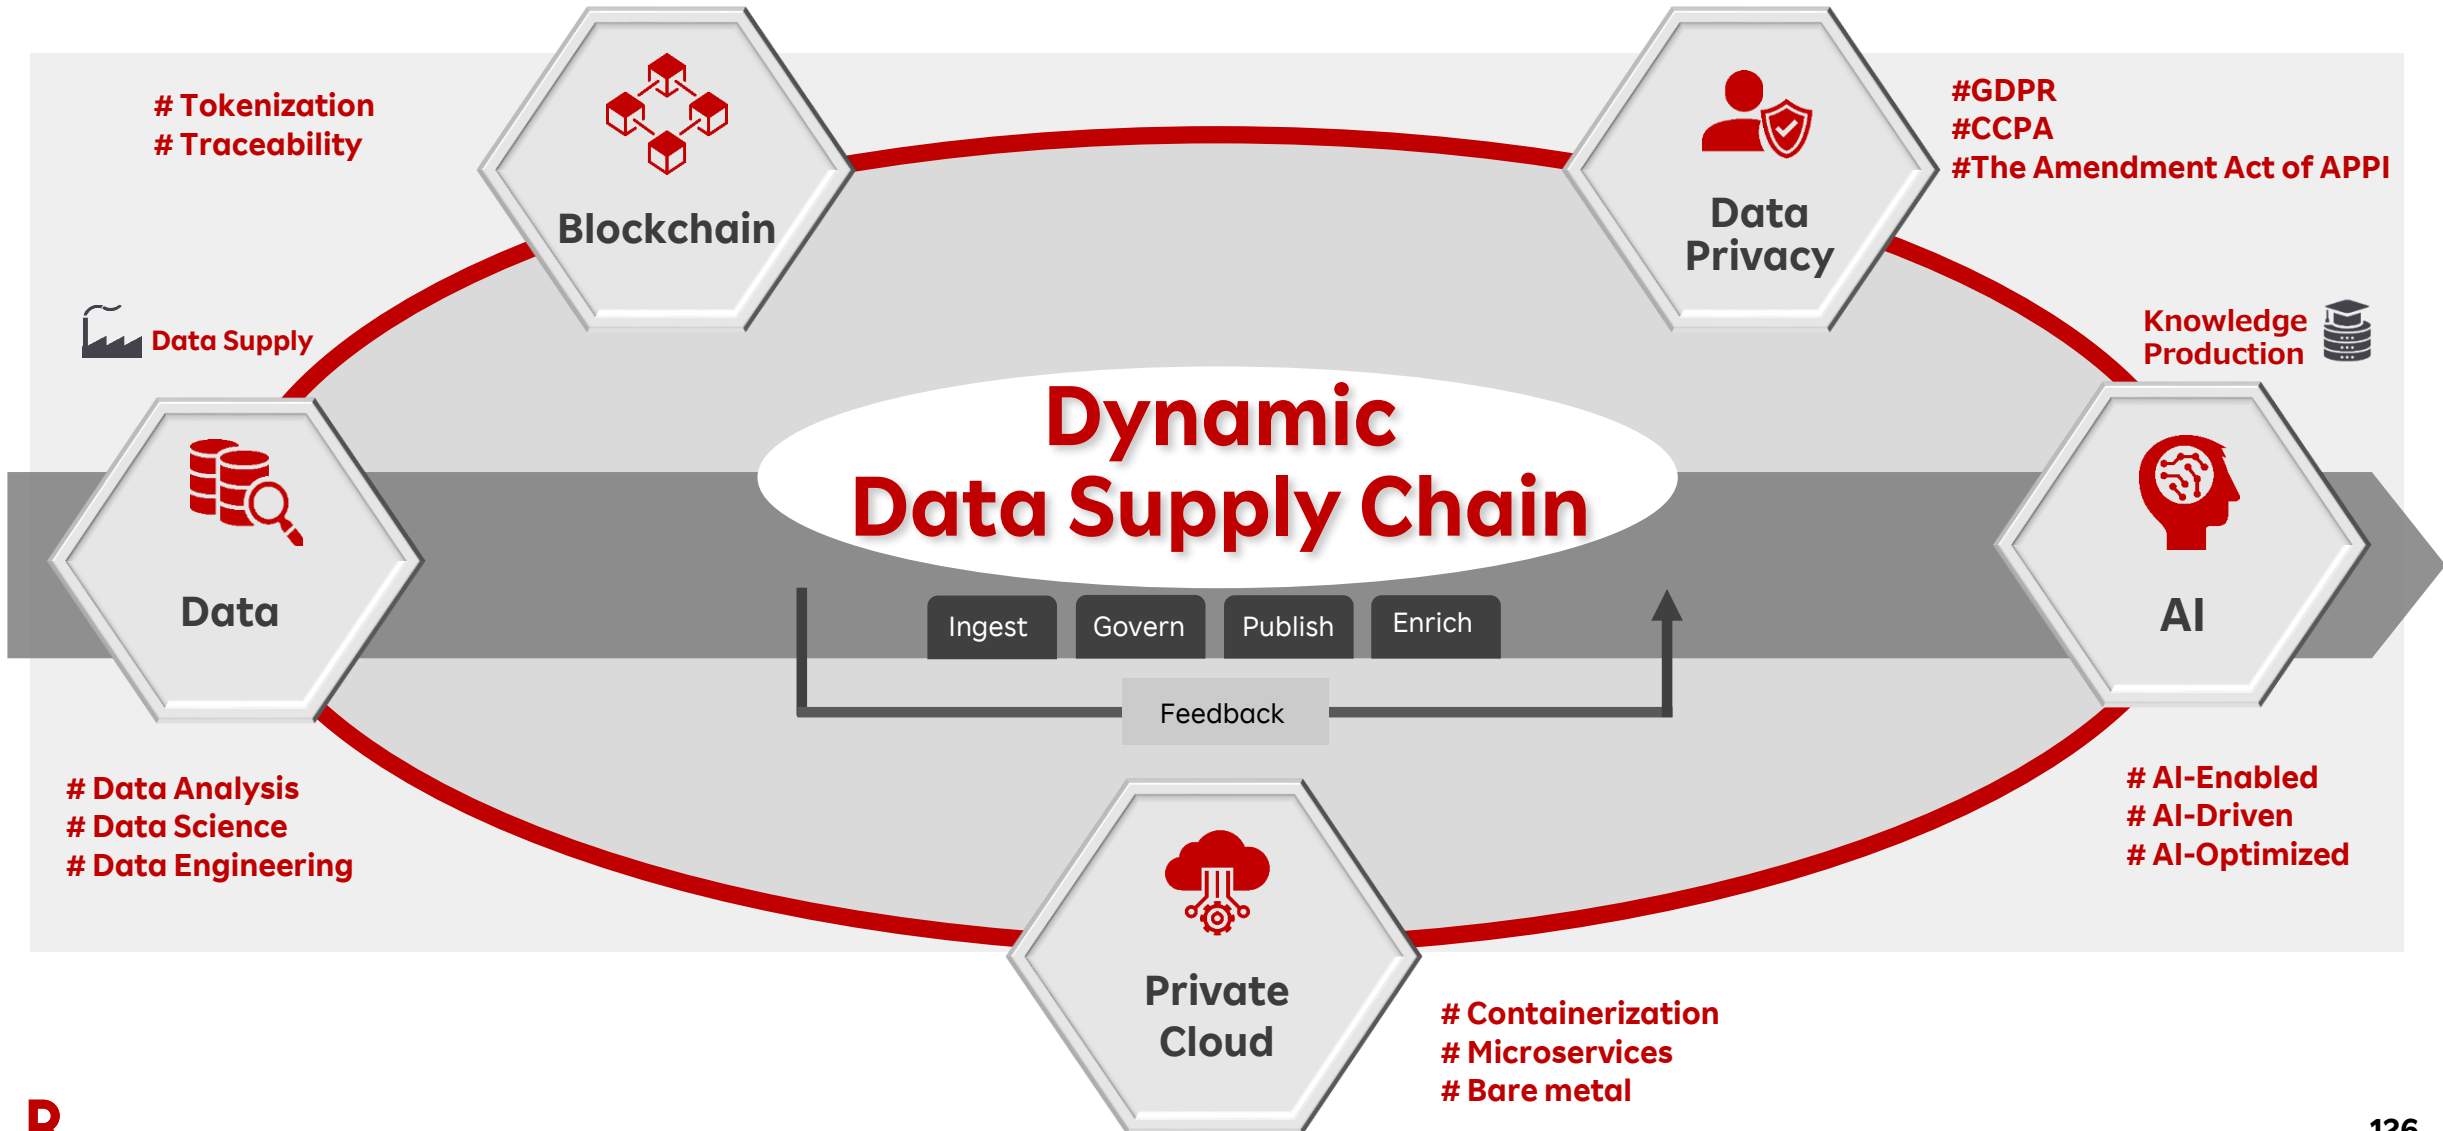 # Tokenization
# Traceability
Blockchain
Data
Privacy
#GDPR
#CCPA
#The Amendment Act of APPI
Data Supply
Knowledge
Production
Dynamic
Data Supply Chain
Data
AI
Ingest
Govern
Publish
Enrich
Feedback
# Data Analysis
# Data Science
# Data Engineering
# AI-Enabled
# AI-Driven
# AI-Optimized
Private
Cloud
# Containerization
# Microservices
# Bare metal
R
126